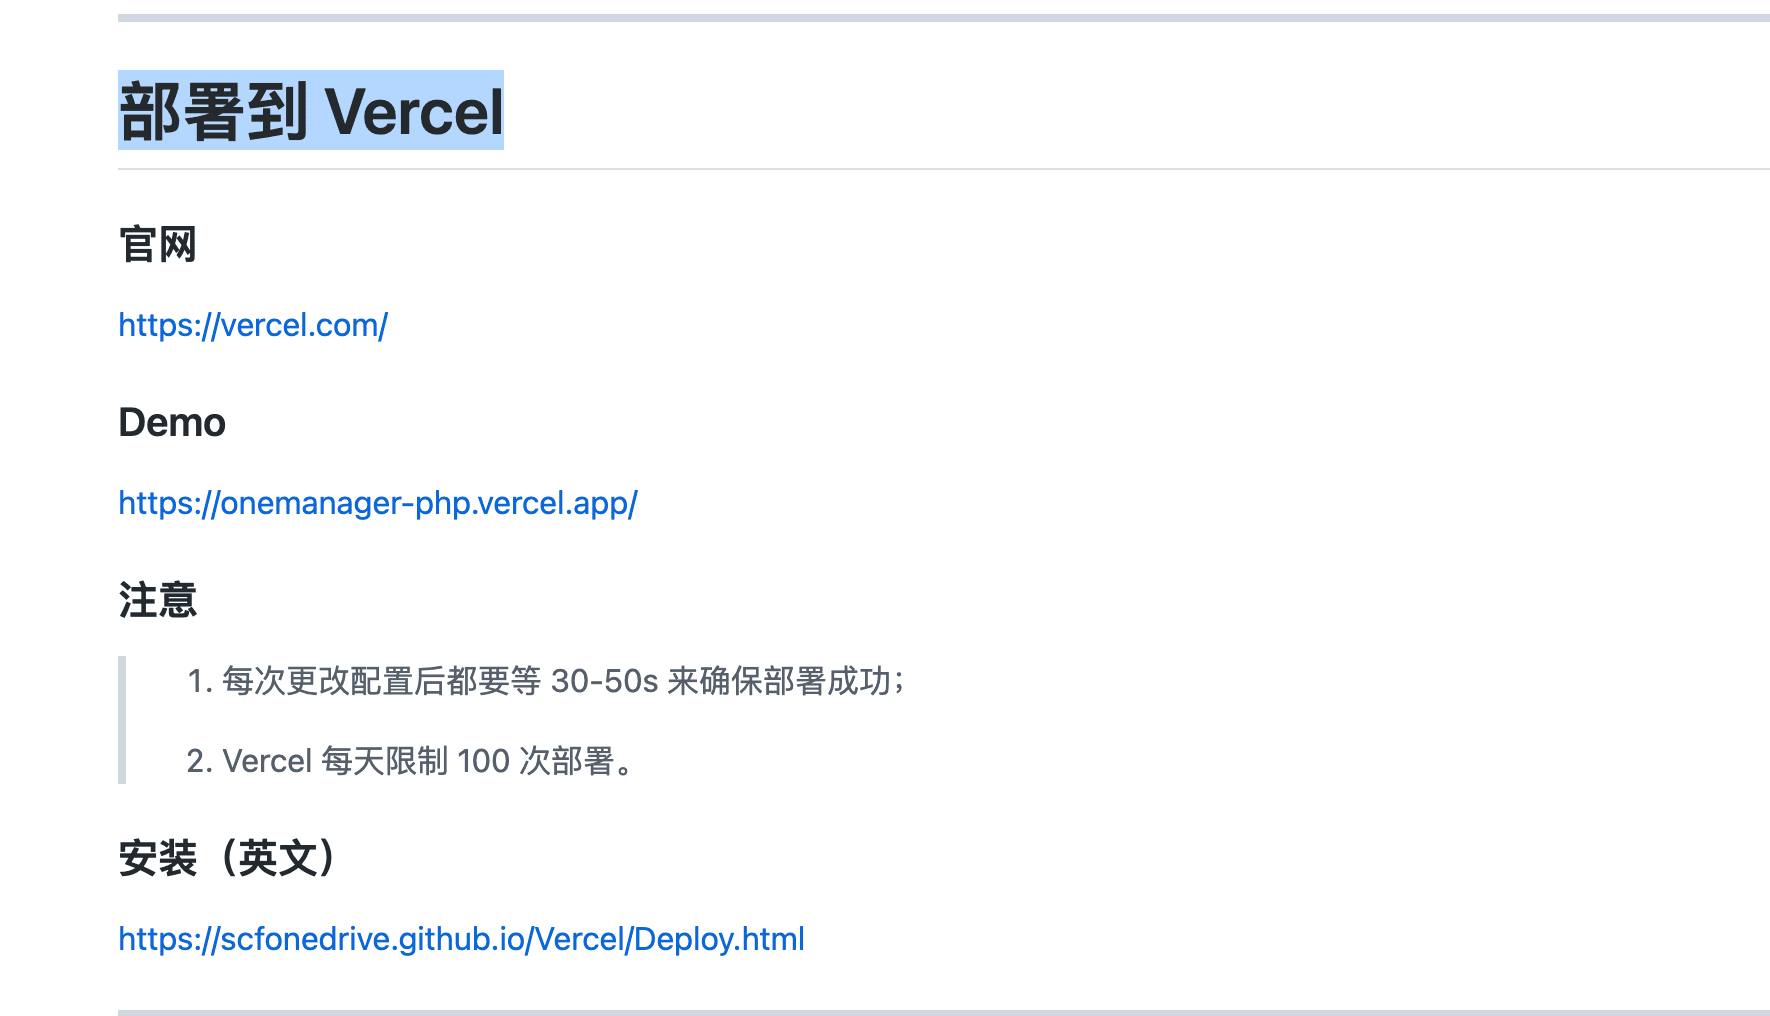 部署到 Vercel
官网
https://vercel.com/
Demo
https://onemanager-php.vercel.app/
注意
1. 每次更改配置后都要等 30-50s 来确保部署成功；
2. Vercel 每天限制 100 次部署。
安装（英文）
https://scfonedrive.github.io/Vercel/Deploy.html